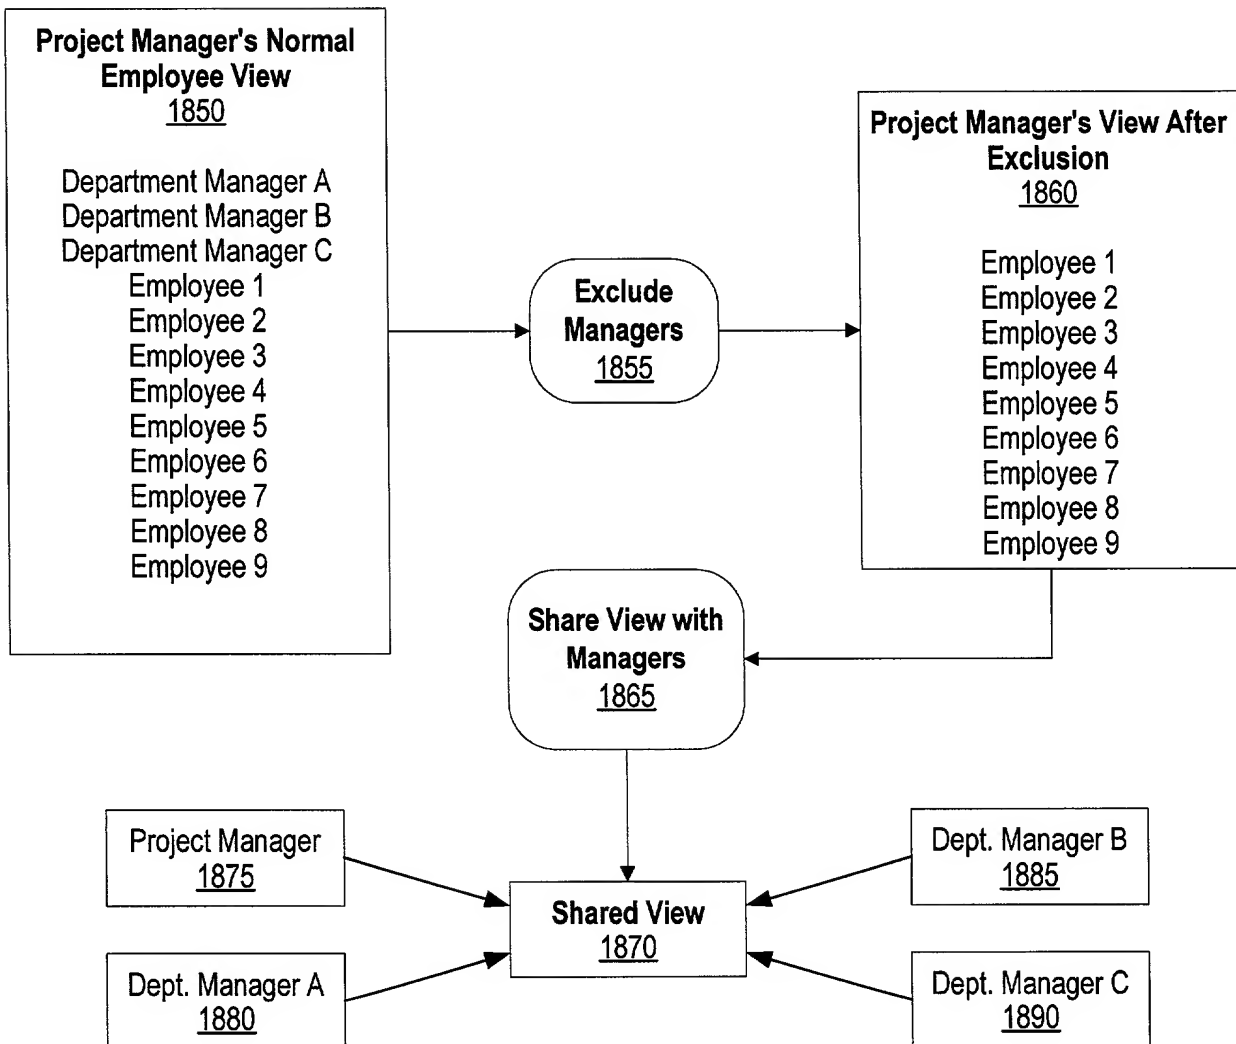 Project Manager's Normal
Employee View
1850
Department Manager A
Department Manager B
Department Manager C
Employee 1
Employee 2
Employee 3
Employee 4
Employee 5
Employee 6
Employee 7
Employee 8
Employee 9
Exclude
Managers
1855
Project Manager's View After
Exclusion
1860
Employee 1
Employee 2
Employee 3
Employee 4
Employee 5
Employee 6
Employee 7
Employee 8
Employee 9
Share View with
Managers
1865
Project Manager
1875
Dept. Manager A
1880
Shared View
1870
Dept. Manager B
1885
Dept. Manager C
1890